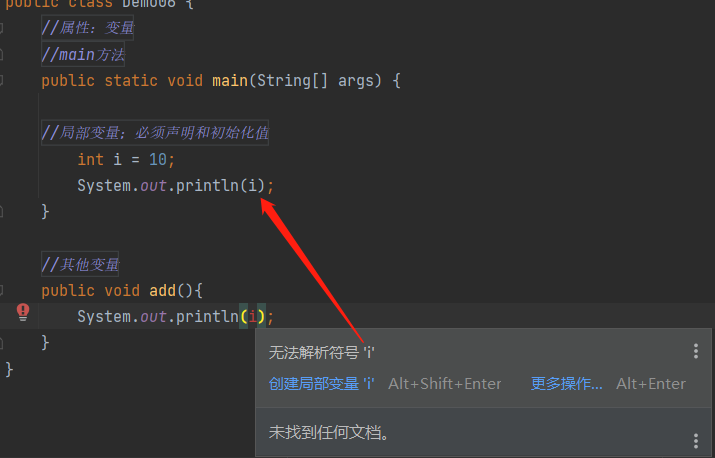 public class Demo06 {
//属性：变量
//main方法
public static void main(String[] args) {
//局部变量；必须声明和初始化值
int i = 10;
System.out.println(i);
}
//其他变量
public void add(){
System.out.println(i);
}
}
无法解析符号 'i'
创建局部变量 'i' Alt+Shift+Enter 更多操作... Alt+Enter
未找到任何文档。